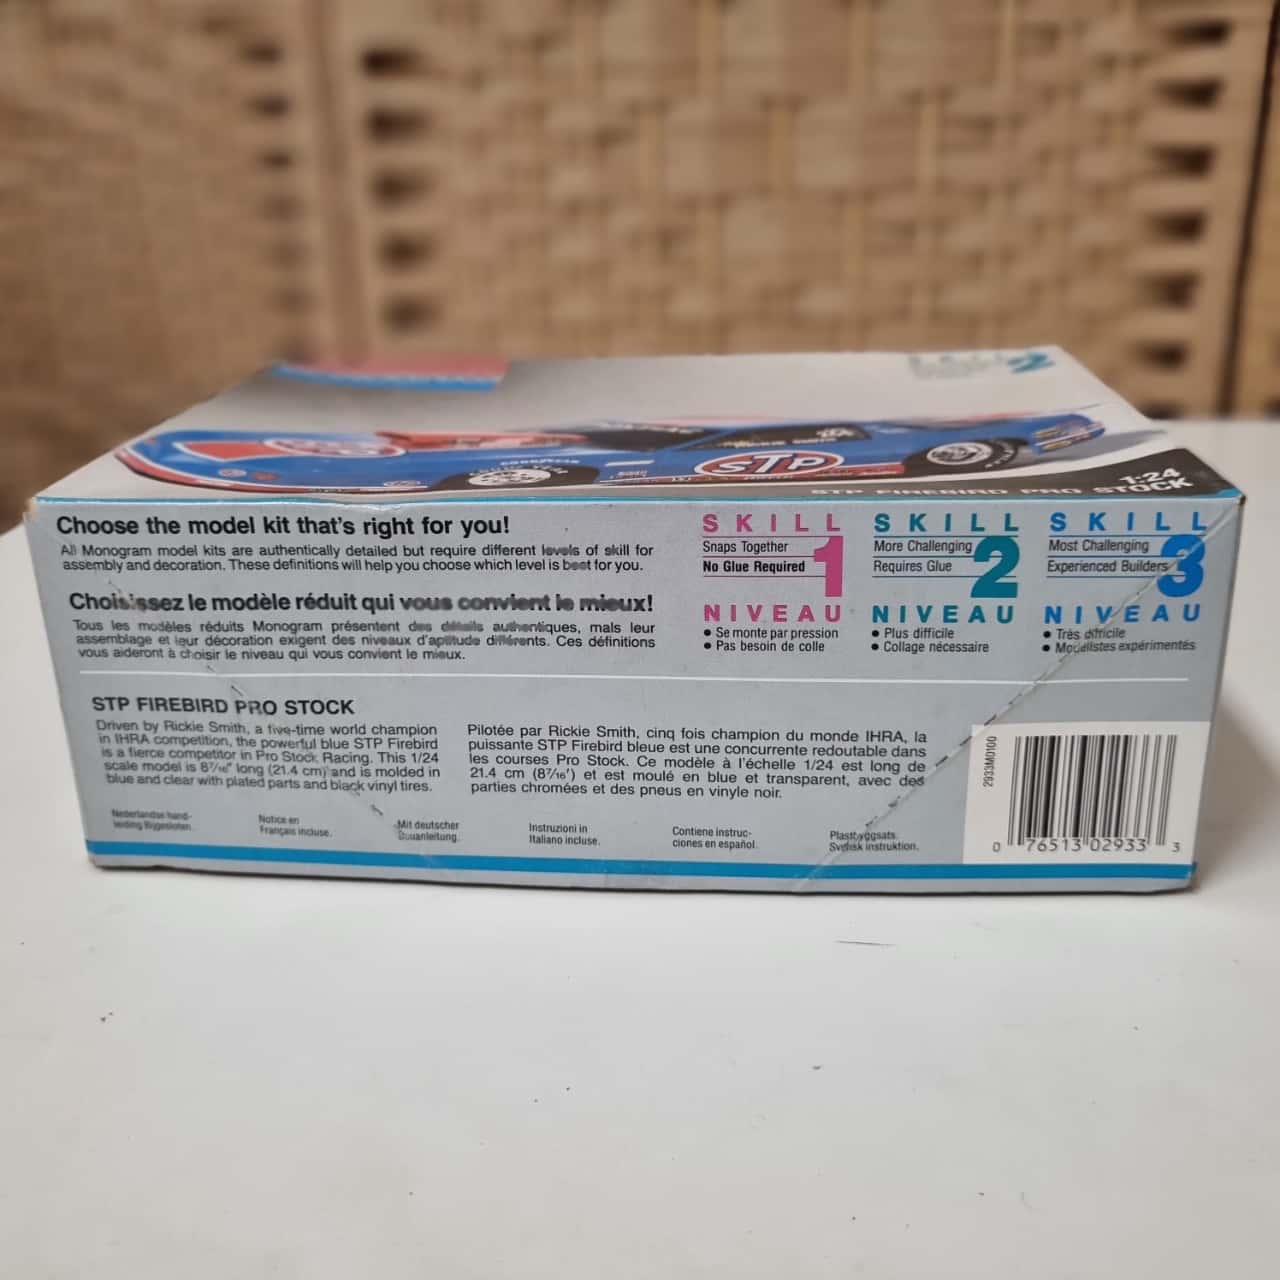 2
STP
1:24
STP FIREBIRD PRO STOCK
Choose the model kit that's right for you!
All Monogram model kits are authentically detailed but require different levels of skill for
assembly and decoration. These definitions will help you choose which level is best for you.
Choisissez le modèle réduit qui vous convient le mieux!
Tous les modèles réduits Monogram présentent des détails authentiques, mais leur
assemblage et leur décoration exigent des niveaux d'aptitude différents. Ces définitions
vous aideront à choisir le niveau qui vous convient le mieux.
SKILL
Snaps Together
No Glue Required
1
NIVEAU
• Se monte par pression
• Pas besoin de colle
SKILL
More Challenging
Requires Glue
2
NIVEAU
• Plus difficile
• Collage nécessaire
SKILL
Most Challenging
Experienced Builders
3
NIVEAU
• Très difficile
• Modélistes expérimentés
STP FIREBIRD PRO STOCK
Driven by Rickie Smith, a five-time world champion
in IHRA competition, the powerful blue STP Firebird
is a fierce competitor in Pro Stock Racing. This 1/24
scale model is 8 7/16" long (21.4 cm) and is molded in
blue and clear with plated parts and black vinyl tires.
Pilotée par Rickie Smith, cinq fois champion du monde IHRA, la
puissante STP Firebird bleue est une concurrente redoutable dans
les courses Pro Stock. Ce modèle à l'échelle 1/24 est long de
21.4 cm (8 7/16') et est moulé en bleu et transparent, avec des
parties chromées et des pneus en vinyle noir.
Nederlandse hand-
leiding Bijgesloten.
Notice en
Français incluse.
Mit deutscher
Bauanleitung.
Instruzioni in
Italiano incluse.
Contiene instruc-
ciones en español.
Plastbyggsats.
Svensk instruktion.
2933M0100
0 76513 02933 3